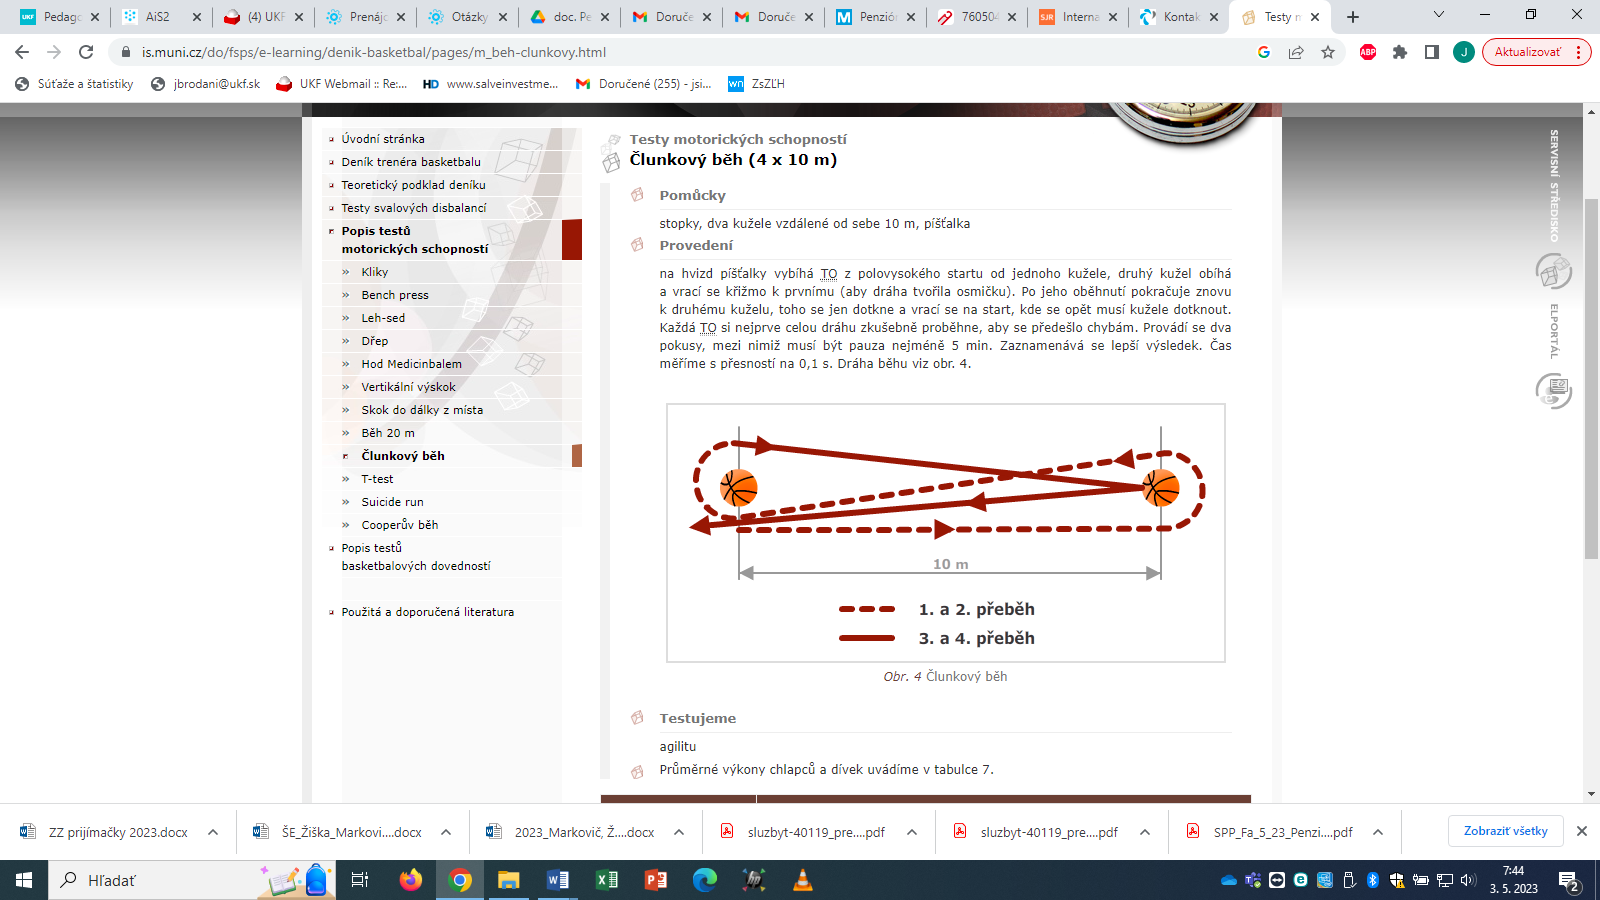 Pedago
AiS2
(4) UKF
Prenájo
Otázky
doc. Pe
Doruče
Doruče
Penzión
760504
Interna
Kontak
Testy m
is.muni.cz/do/fsps/e-learning/denik-basketbal/pages/m_beh-clunkovy.html
Aktualizovať
Súťaže a štatistiky
jbrodani@ukf.sk
UKF Webmail :: Re:...
HD www.salveinvestme...
Doručené (255) – jsi...
wn ZsZĽH
Úvodní stránka
Deník trenéra basketbalu
Teoretický podklad deníku
Testy svalových disbalancí
Popis testů
motorických schopností
» Kliky
» Bench press
» Leh-sed
» Dřep
» Hod Medicinbalem
» Vertikální výskok
» Skok do dálky z místa
» Běh 20 m
Člunkový běh
» T-test
» Suicide run
» Cooperův běh
Popis testů
basketbalových dovedností
Použitá a doporučená literatura
Testy motorických schopností
Člunkový běh (4 x 10 m)
Pomůcky
stopky, dva kužele vzdálené od sebe 10 m, píšťalka
Provedení
na hvizd píšťalky vybíhá TO z polovysokého startu od jednoho kužele, druhý kužel obíhá
a vrací se křižmo k prvnímu (aby dráha tvořila osmičku). Po jeho oběhnutí pokračuje znovu
k druhému kuželu, toho se jen dotkne a vrací se na start, kde se opět musí kužele dotknout.
Každá TO si nejprve celou dráhu zkušebně proběhne, aby se předešlo chybám. Provádí se dva
pokusy, mezi nimiž musí být pauza nejméně 5 min. Zaznamenává se lepší výsledek. Čas
měříme s přesností na 0,1 s. Dráha běhu viz obr. 4.
10 m
1. a 2. přeběh
3. a 4. přeběh
Obr. 4 Člunkový běh
Testujeme
agilitu
Průměrné výkony chlapců a dívek uvádíme v tabulce 7.
SERVISNÍ STŘEDISKO
ELPORTÁL
ZZ prijímačky 2023.docx
ŠE_Žiška_Markovi....docx
2023_Markovič, Ž....docx
sluzbyt-40119_pre....pdf
sluzbyt-40119_pre....pdf
SPP_Fa_5_23_Penzi....pdf
Zobraziť všetky
Hľadať
7:44
3. 5. 2023
2